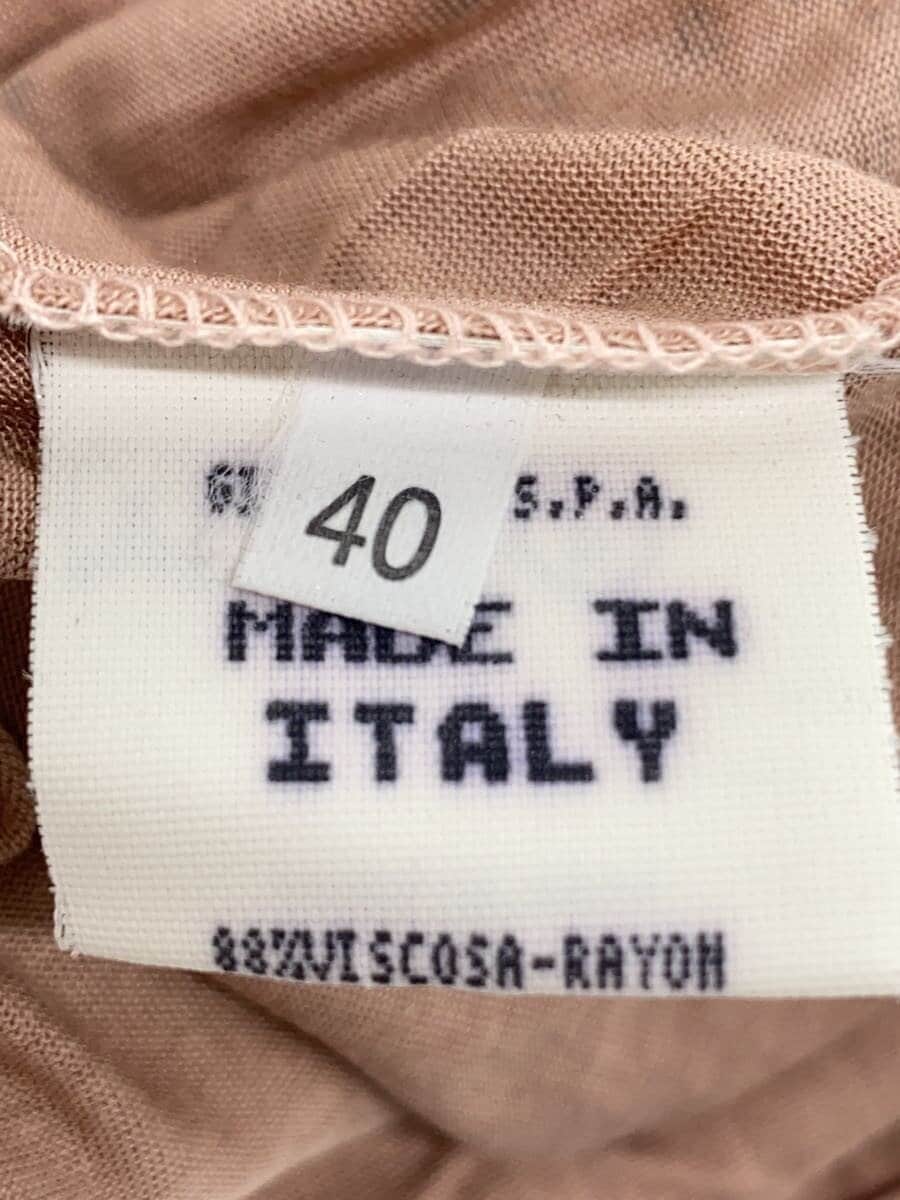 40
S.P.A.
MADE IN
ITALY
88%VISCOSA-RAYON